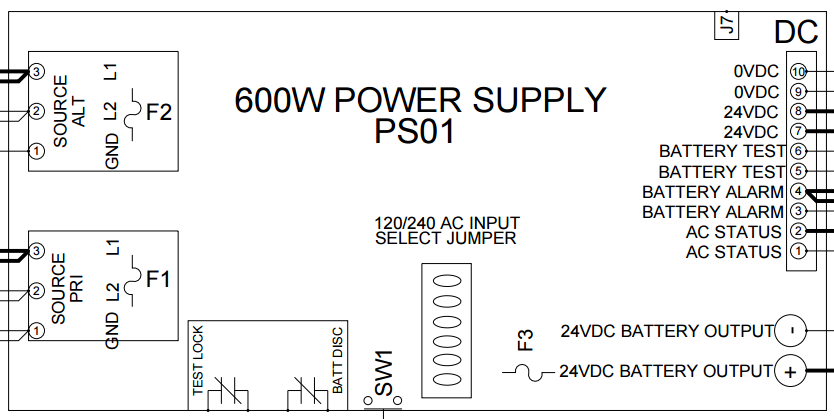 J7
DC
600W POWER SUPPLY
PS01
SOURCE
ALT
3
2
1
L1
L2
GND
F2
0VDC 10
0VDC 9
24VDC 8
24VDC 7
BATTERY TEST 6
BATTERY TEST 5
BATTERY ALARM 4
BATTERY ALARM 3
AC STATUS 2
AC STATUS 1
120/240 AC INPUT
SELECT JUMPER
SOURCE
PRI
3
2
1
L1
L2
GND
F1
TEST LOCK
BATT DISC
SW1
F3
24VDC BATTERY OUTPUT -
24VDC BATTERY OUTPUT +